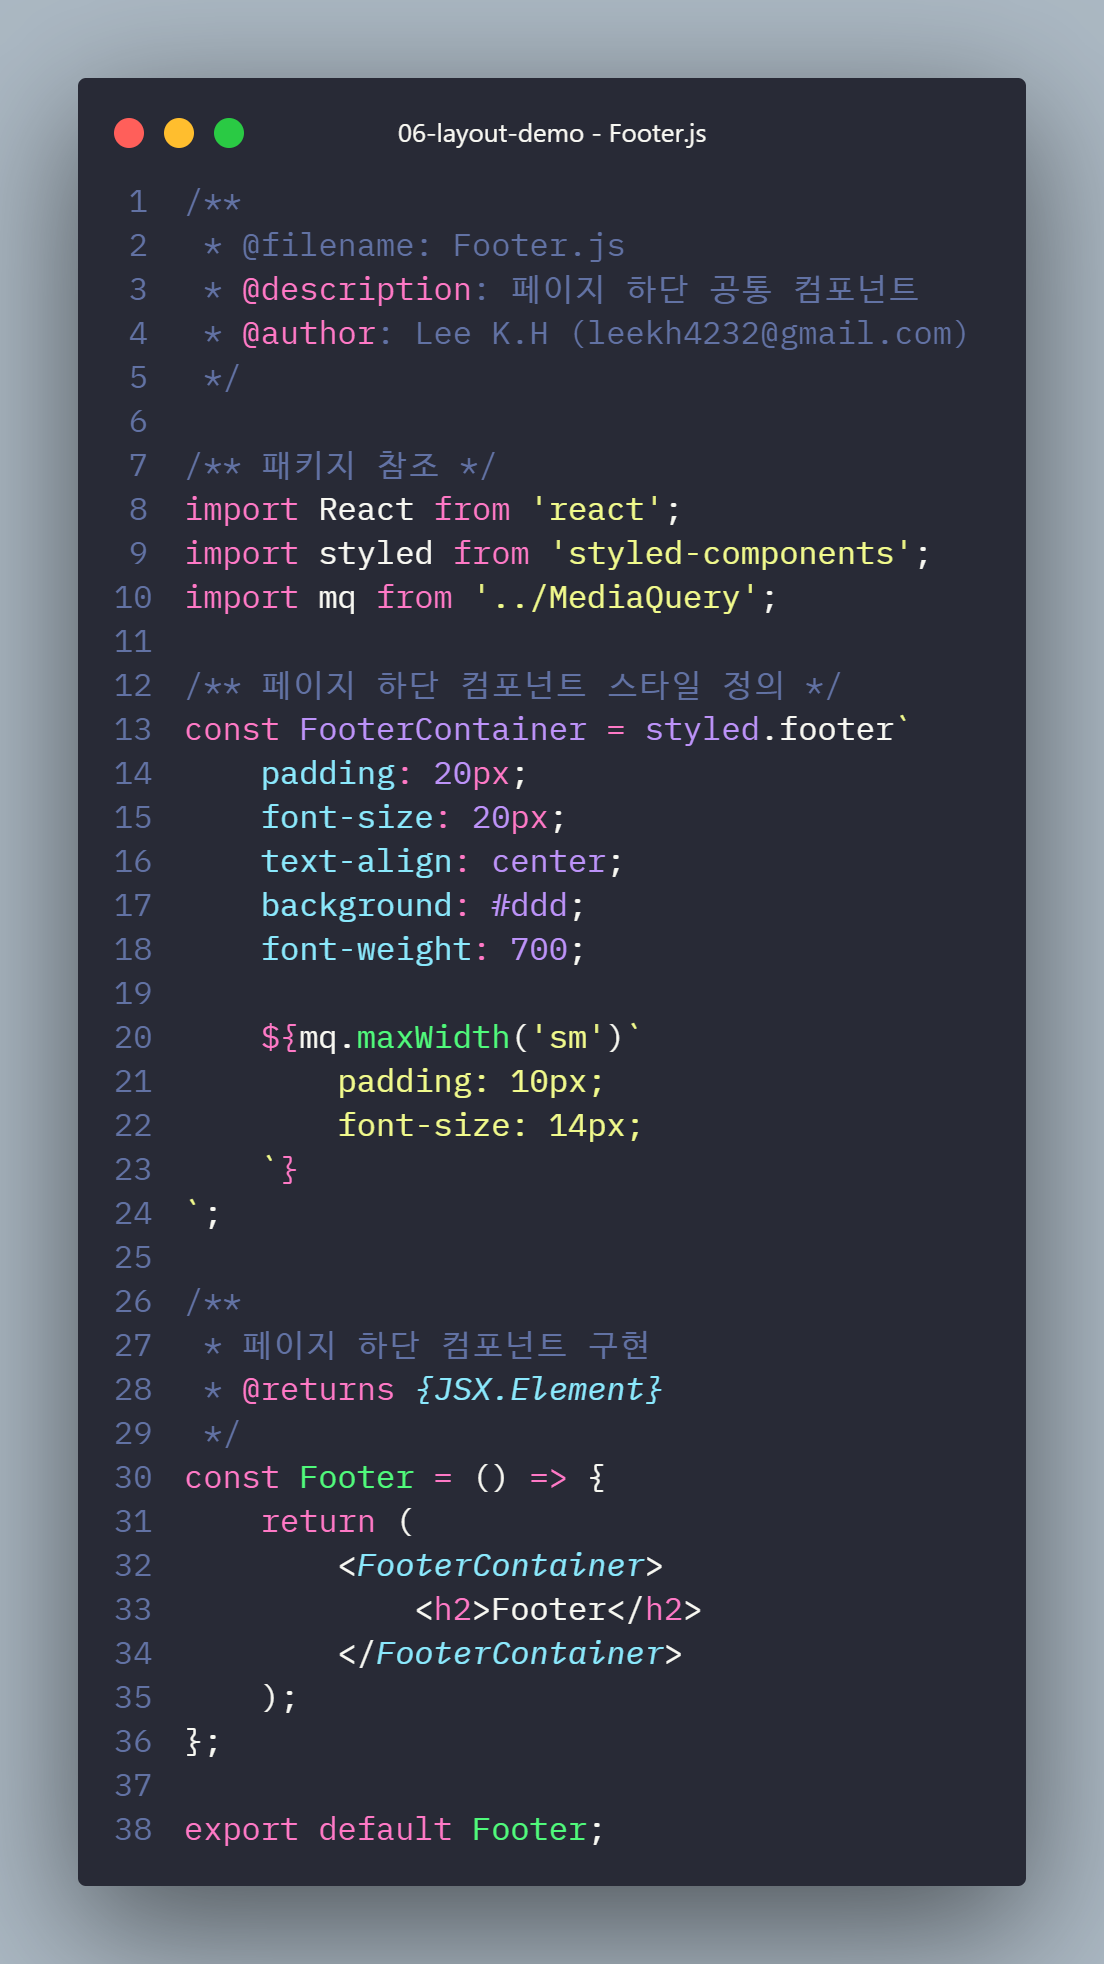 06-layout-demo - Footer.js
1 /**
2  * @filename: Footer.js
3  * @description: 페이지 하단 공통 컴포넌트
4  * @author: Lee K.H (leekh4232@gmail.com)
5  */
6
7 /** 패키지 참조 */
8 import React from 'react';
9 import styled from 'styled-components';
10 import mq from '../MediaQuery';
11
12 /** 페이지 하단 컴포넌트 스타일 정의 */
13 const FooterContainer = styled.footer`
14     padding: 20px;
15     font-size: 20px;
16     text-align: center;
17     background: #ddd;
18     font-weight: 700;
19
20     ${mq.maxWidth('sm')`
21         padding: 10px;
22         font-size: 14px;
23     `}
24 `;
25
26 /**
27  * 페이지 하단 컴포넌트 구현
28  * @returns {JSX.Element}
29  */
30 const Footer = () => {
31     return (
32         <FooterContainer>
33             <h2>Footer</h2>
34         </FooterContainer>
35     );
36 };
37
38 export default Footer;